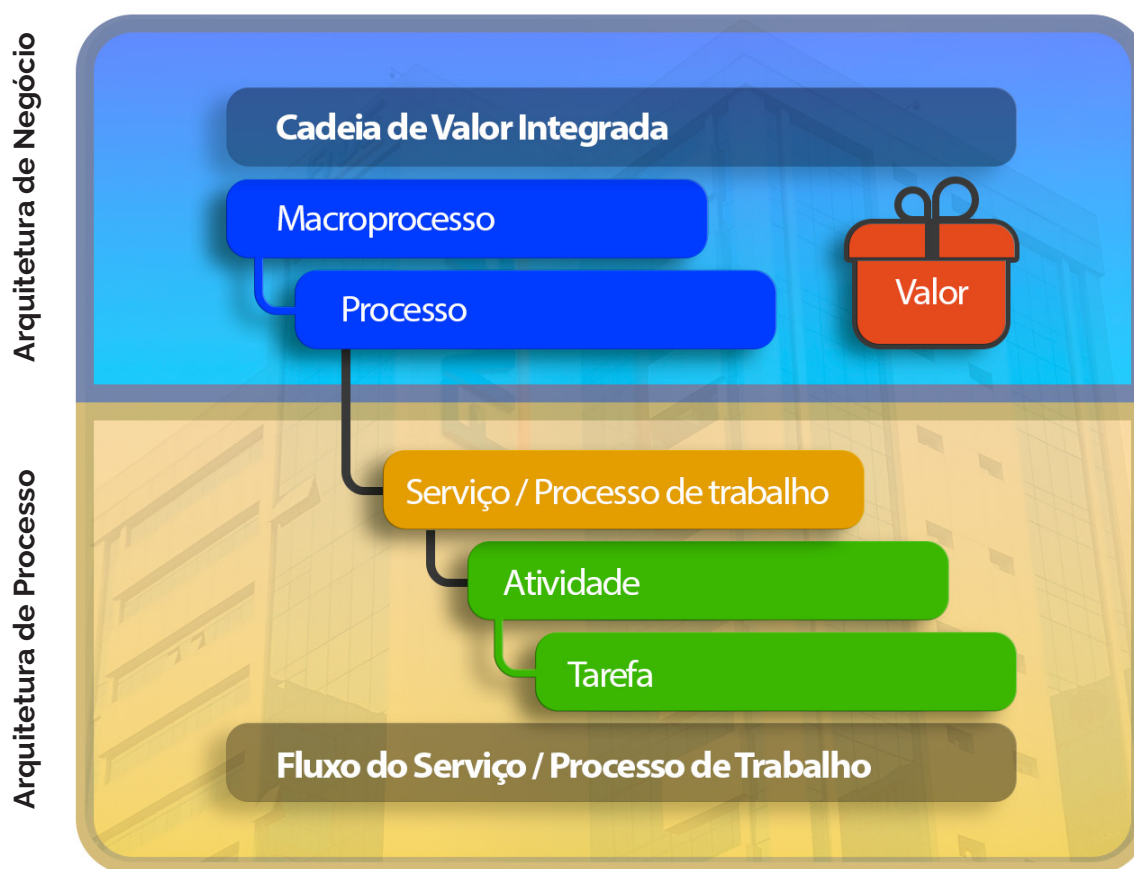 Arquitetura de Negócio
Cadeia de Valor Integrada
Macroprocesso
Processo
Valor
Arquitetura de Processo
Serviço / Processo de trabalho
Atividade
Tarefa
Fluxo do Serviço / Processo de Trabalho